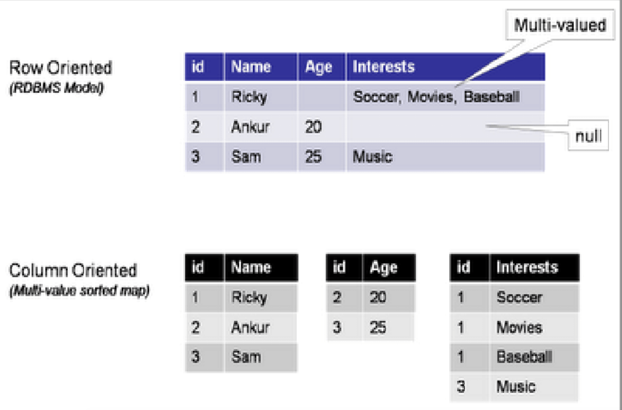 Multi-valued
Row Oriented
(RDBMS Model)
id Name Age Interests
1 Ricky Soccer, Movies, Baseball
2 Ankur 20
null
3 Sam 25 Music
Column Oriented
(Multi-value sorted map)
id Name
1 Ricky
2 Ankur
3 Sam
id Age
2 20
3 25
id Interests
1 Soccer
1 Movies
1 Baseball
3 Music